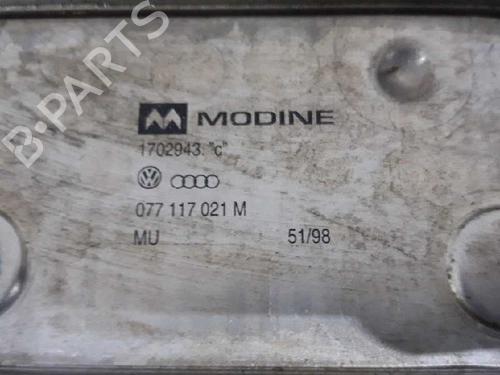 B-PARTS
MODINE
1702943. "c"
077 117 021 M
MU 51/98